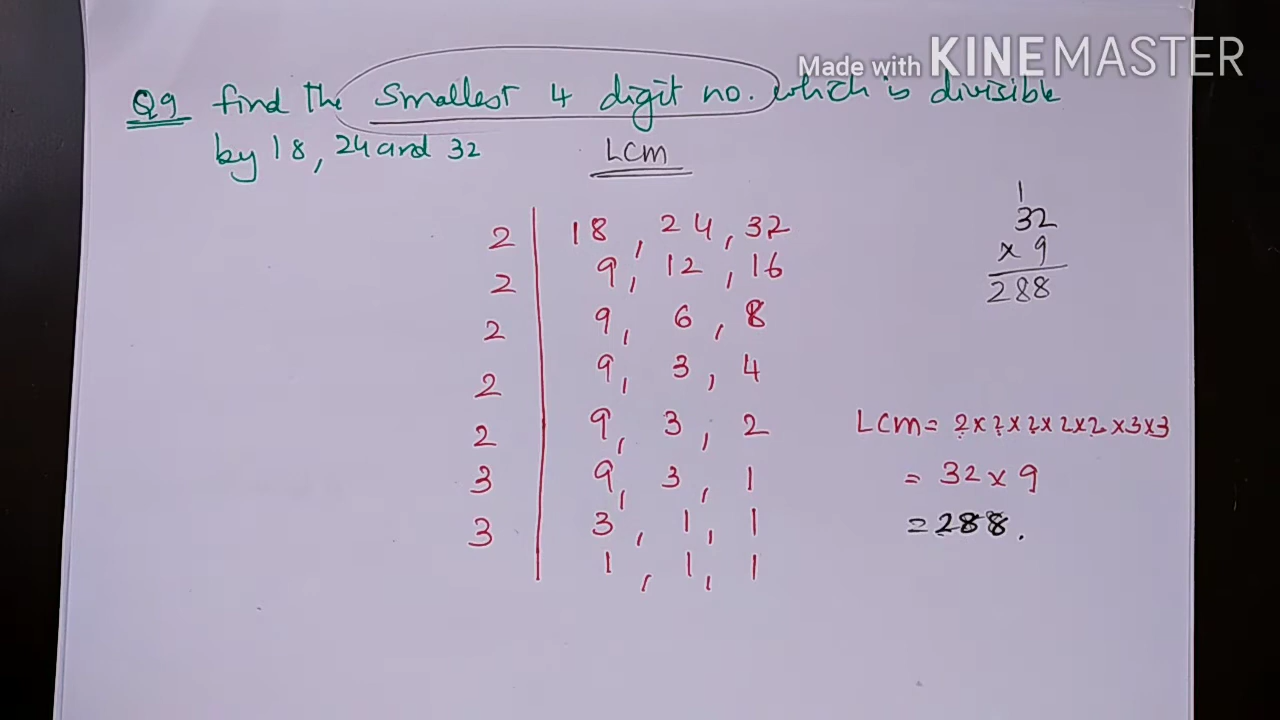 Made with KINEMASTER
Q9 find the smallest 4 digit no. which is divisible
by 18, 24 and 32
LCM
2 | 18, 24, 32
2 | 9, 12, 16
2 | 9, 6, 8
2 | 9, 3, 4
2 | 9, 3, 2
3 | 9, 3, 1
3 | 3, 1, 1
1, 1, 1
1
32
x 9
288
LCM = 2x2x2x2x2x3x3
= 32 x 9
= 288.